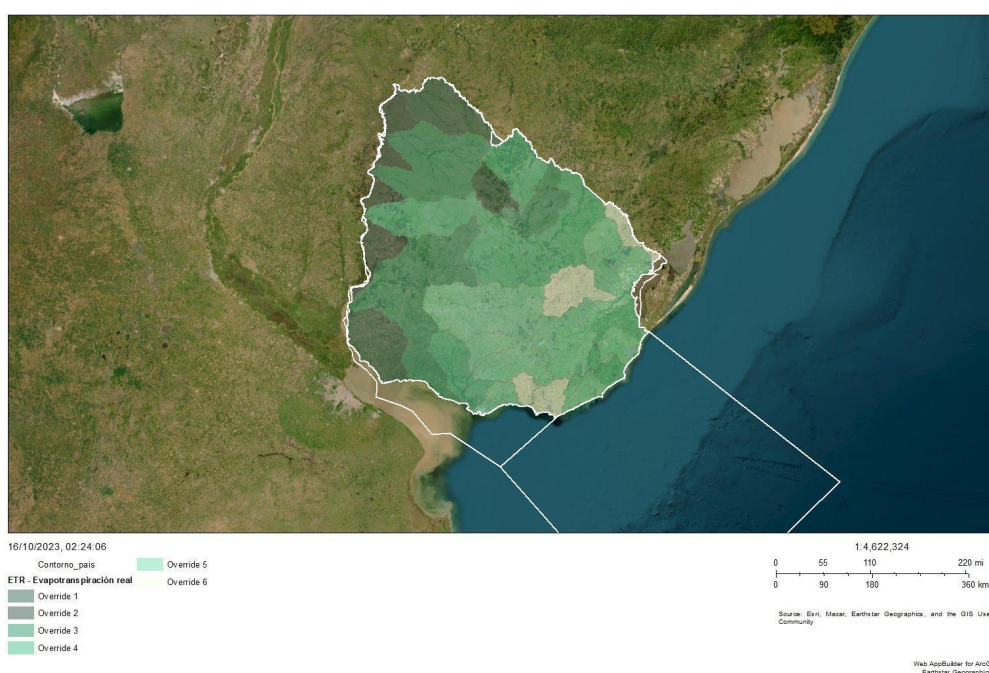 16/10/2023, 02:24:06
Contorno_pais
ETR - Evapotranspiración real
Override 1
Override 2
Override 3
Override 4
Override 5
Override 6
1:4,622,324
0 55 110 220 mi
0 90 180 360 km
Source: Esri, Maxar, Earthstar Geographics, and the GIS Use
Community
Web AppBuilder for ArcG
Earthstar Geographic